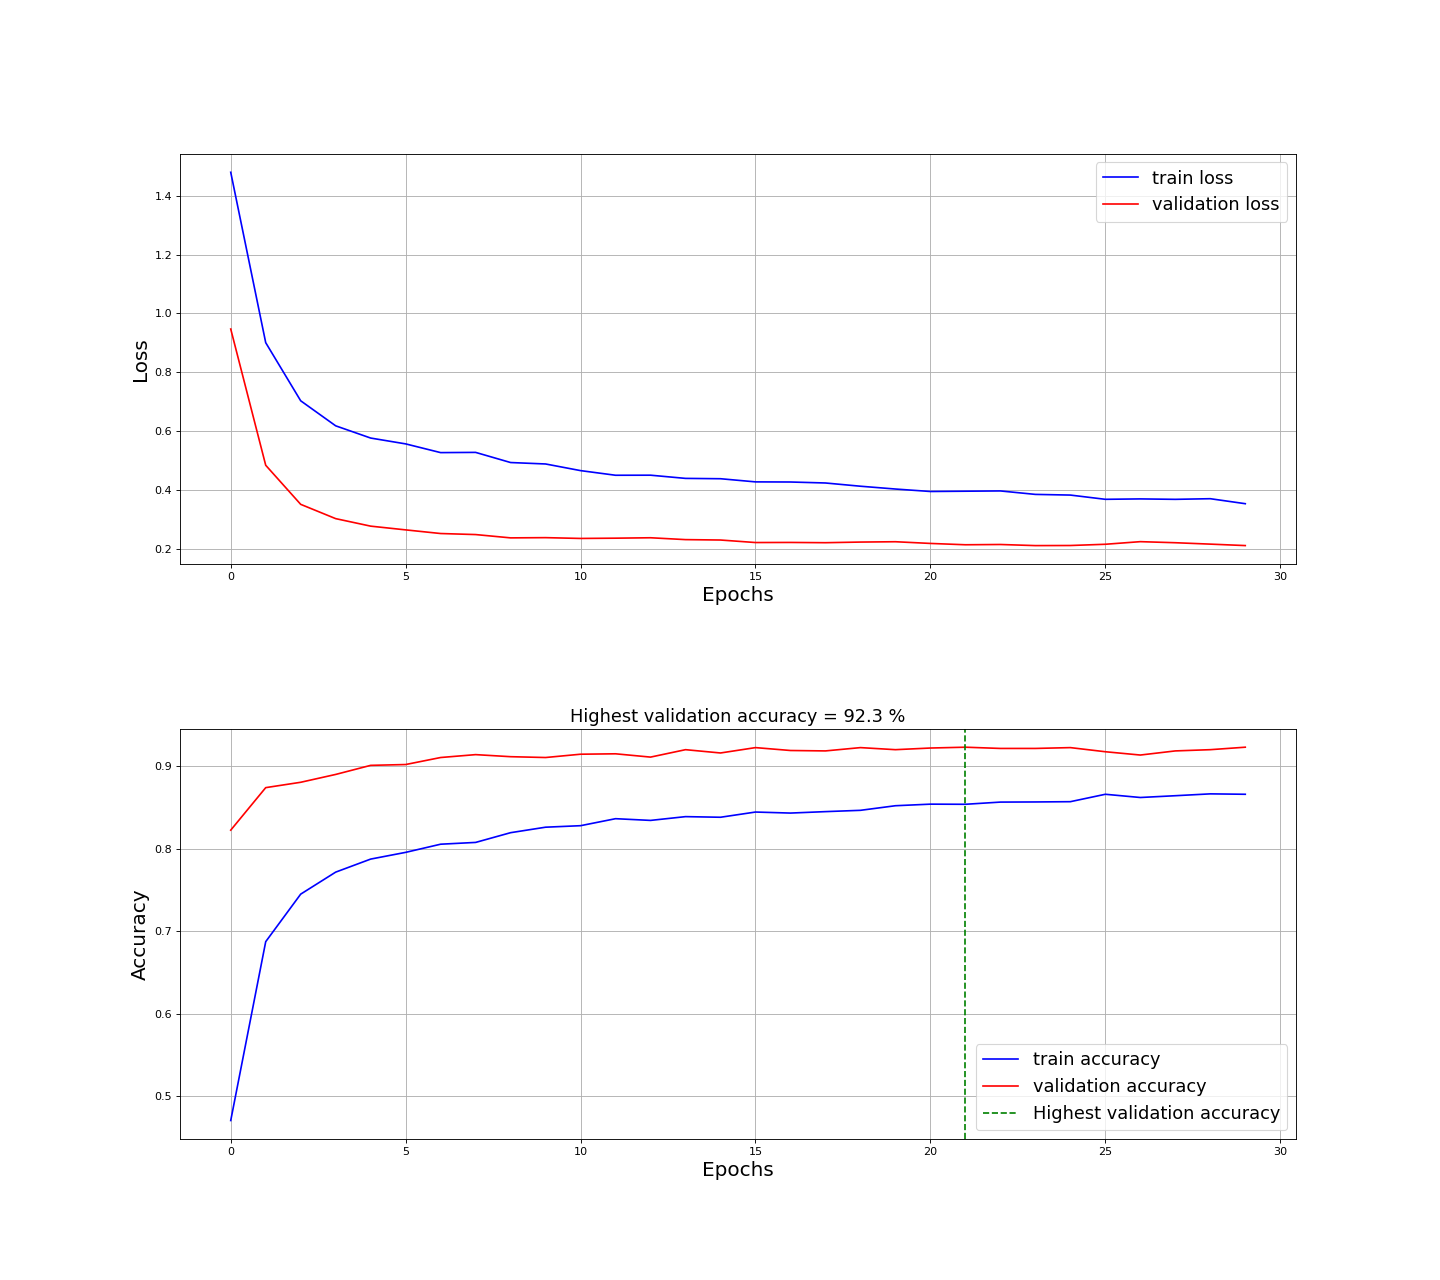 1.4
1.2
1.0
0.8
0.6
0.4
0.2
Loss
train loss
validation loss
0 5 10 15 20 25 30
Epochs
Highest validation accuracy = 92.3 %
0.9
0.8
0.7
0.6
0.5
Accuracy
train accuracy
validation accuracy
Highest validation accuracy
0 5 10 15 20 25 30
Epochs